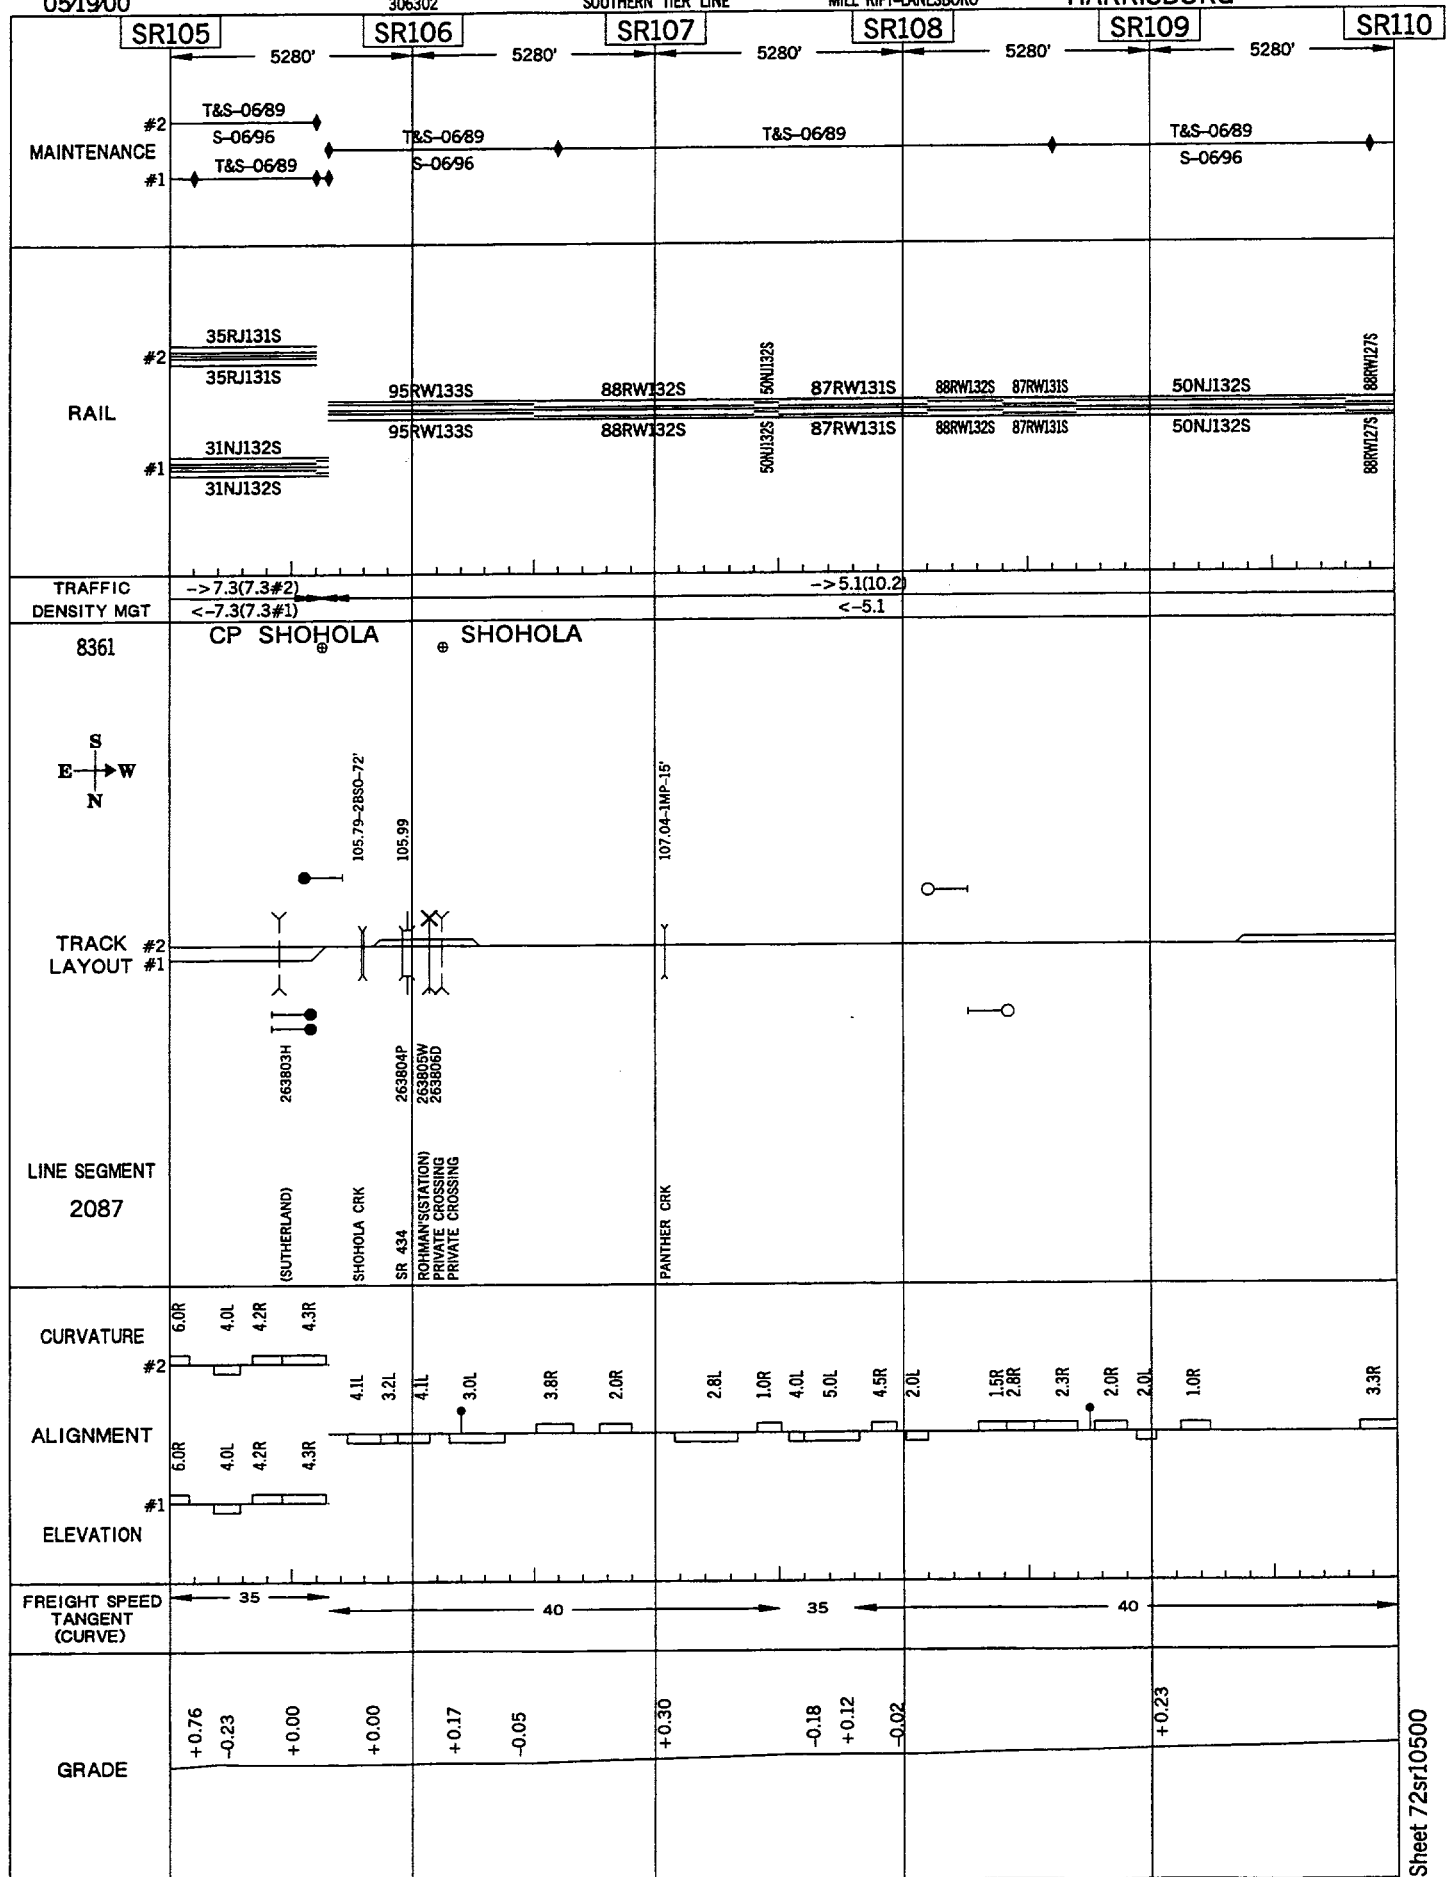 05/19/00 306302 SOUTHERN TIER LINE MILL RIFT-LANESBORO HARRISBURG
SR105 SR106 SR107 SR108 SR109 SR110
5280' 5280' 5280' 5280' 5280'
MAINTENANCE
#2 T&S-06/89
S-06/96
#1 T&S-06/89
T&S-06/89
S-06/96
T&S-06/89
T&S-06/89
S-06/96
RAIL
#2 35RJ131S
35RJ131S
95RW133S 88RW132S 50NJ132S 87RW131S 88RW132S 87RW131S 50NJ132S 88RW127S
95RW133S 88RW132S 50NJ132S 87RW131S 88RW132S 87RW131S 50NJ132S 88RW127S
#1 31NJ132S
31NJ132S
TRAFFIC ->7.3(7.3#2) ->5.1(10.2)
DENSITY MGT <-7.3(7.3#1) <-5.1
8361 CP SHOHOLA SHOHOLA
S
E W
N
105.79-2BSO-72' 105.99 107.04-1MP-15'
TRACK #2
LAYOUT #1
263803H 263804P 263805W 263806D
LINE SEGMENT
2087
(SUTHERLAND)
SHOHOLA CRK
SR 434
ROHMAN'S(STATION)
PRIVATE CROSSING
PRIVATE CROSSING
PANTHER CRK
CURVATURE
6.0R 4.0L 4.2R 4.3R
#2
4.1L 3.2L 4.1L 3.0L 3.8R 2.0R 2.8L 1.0R 4.0L 5.0L 4.5R 2.0L 1.5R 2.8R 2.3R 2.0R 2.0L 1.0R 3.3R
ALIGNMENT
6.0R 4.0L 4.2R 4.3R
#1
ELEVATION
FREIGHT SPEED
TANGENT
(CURVE)
35 40 35 40
GRADE
+0.76 -0.23 +0.00 +0.00 +0.17 -0.05 +0.30 -0.18 +0.12 -0.02 +0.23
Sheet 72sr10500